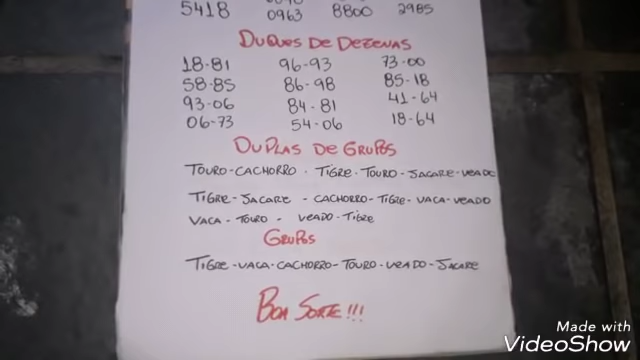 5418 0963 8800 2985
DUQUES DE DEZENAS
18-81 96-93 73-00
58-85 86-98 85-18
93-06 84-81 41-64
06-73 54-06 18-64
DUPLAS DE GRUPOS
TOURO-CACHORRO - TIGRE-TOURO-JACARE-VEADO
TIGRE-JACARE - CACHORRO-TIGRE-VACA-VEADO
VACA-TOURO - VEADO-TIGRE
GRUPOS
TIGRE-VACA-CACHORRO-TOURO-VEADO-JACARE
BOA SORTE!!!
Made with
VideoShow